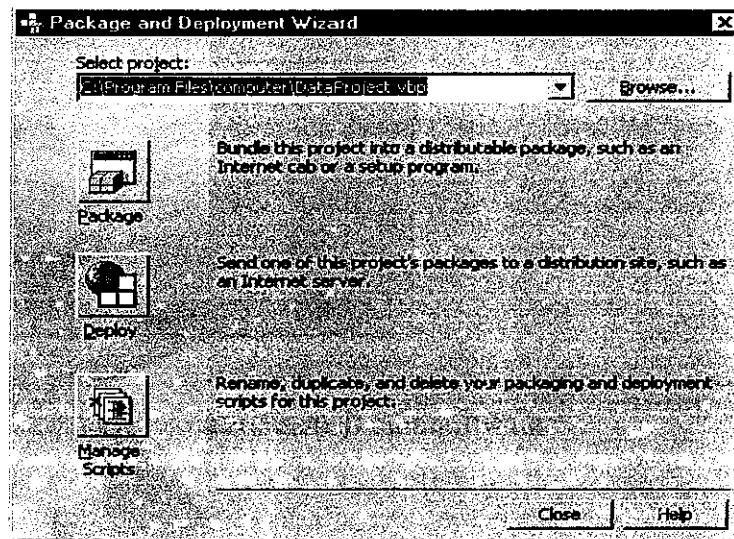 Package and Deployment Wizard
Select project:
C:\Program Files\computer\DataProject.vbp
Browse...
Bundle this project into a distributable package, such as an
Internet cab or a setup program.
Package
Send one of this project's packages to a distribution site, such as
an Internet server.
Deploy
Rename, duplicate, and delete your packaging and deployment
scripts for this project.
Manage
Scripts
Close
Help